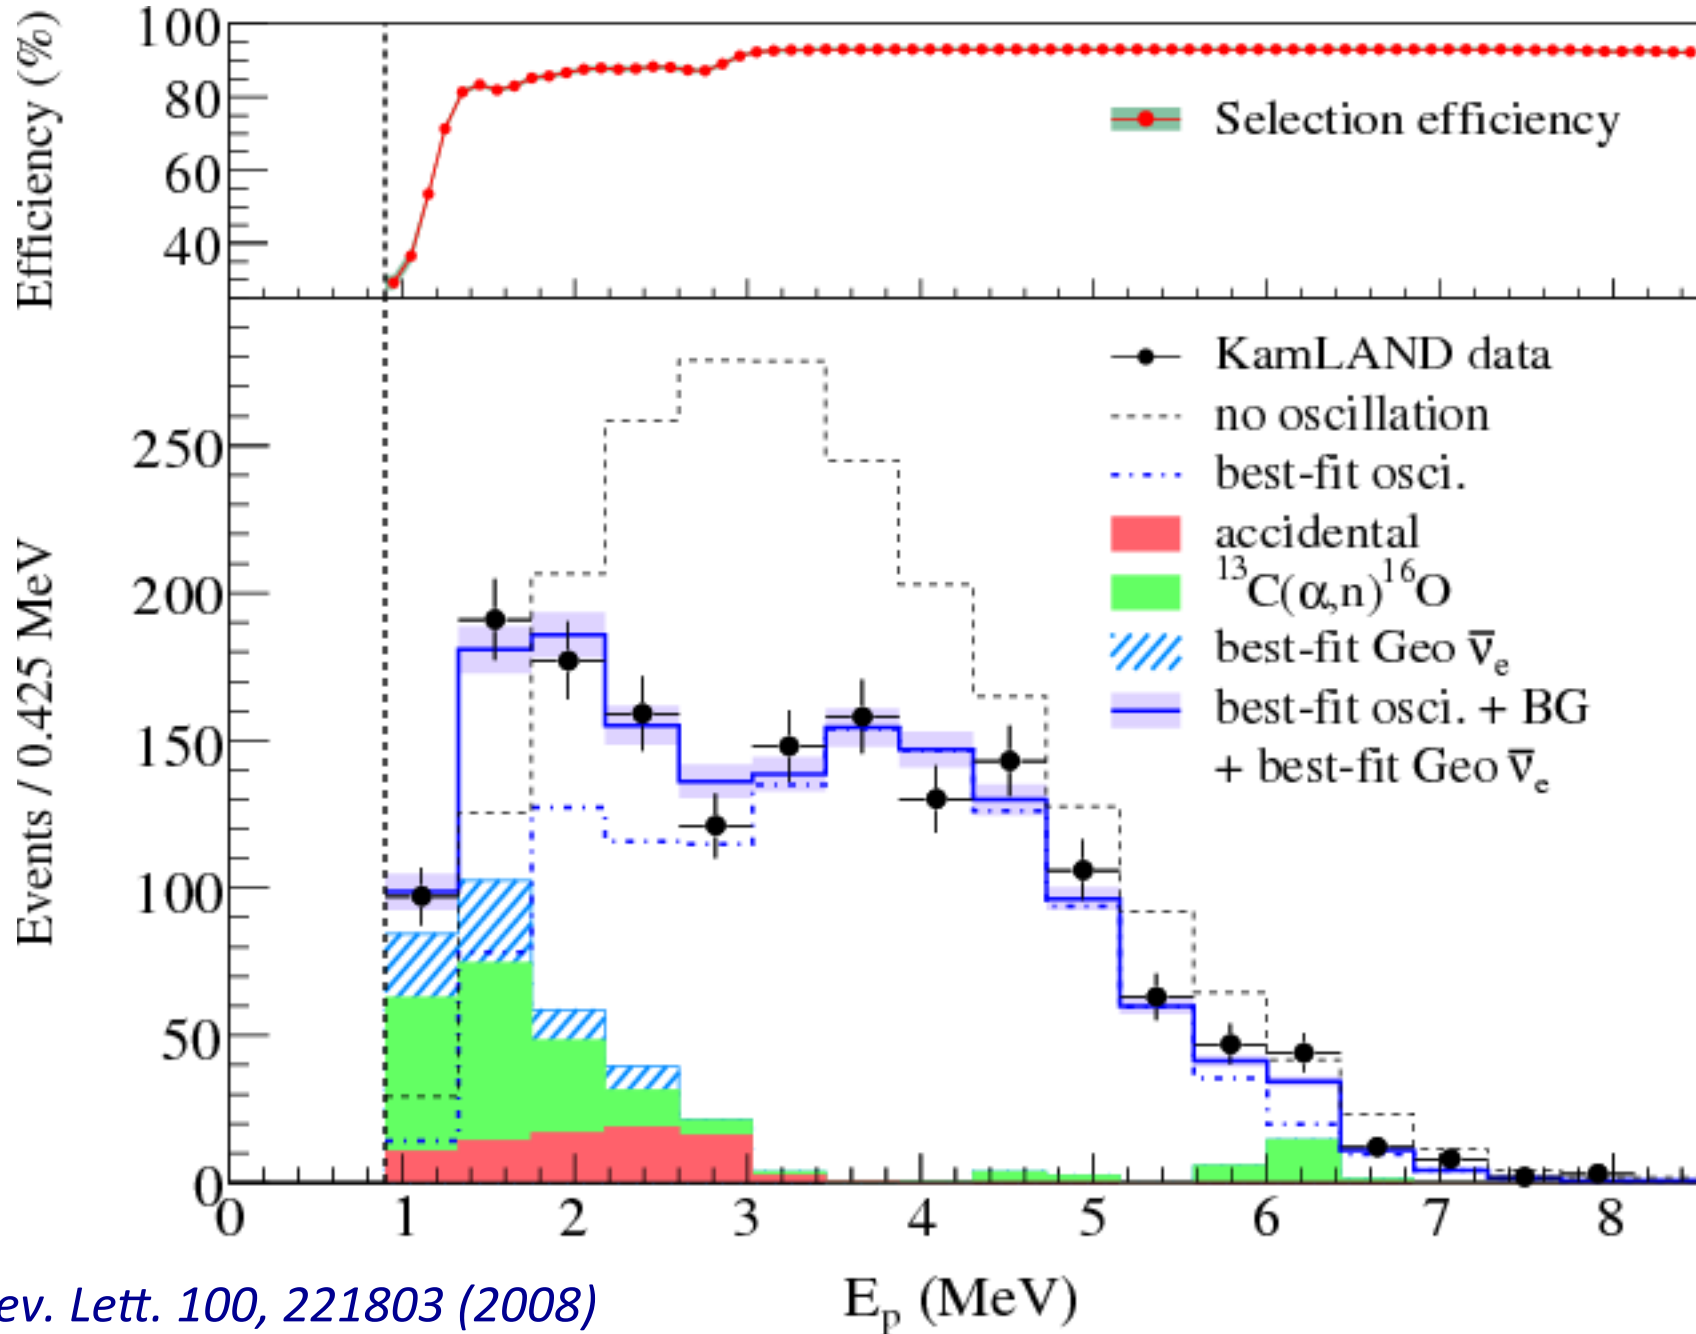 Efficiency (%)
100
80
60
40
Selection efficiency
Events / 0.425 MeV
250
200
150
100
50
0
KamLAND data
no oscillation
best-fit osci.
accidental
¹³C(α,n)¹⁶O
best-fit Geo ν̅ₑ
best-fit osci. + BG
+ best-fit Geo ν̅ₑ
0 1 2 3 4 5 6 7 8
Eₚ (MeV)
ev. Lett. 100, 221803 (2008)